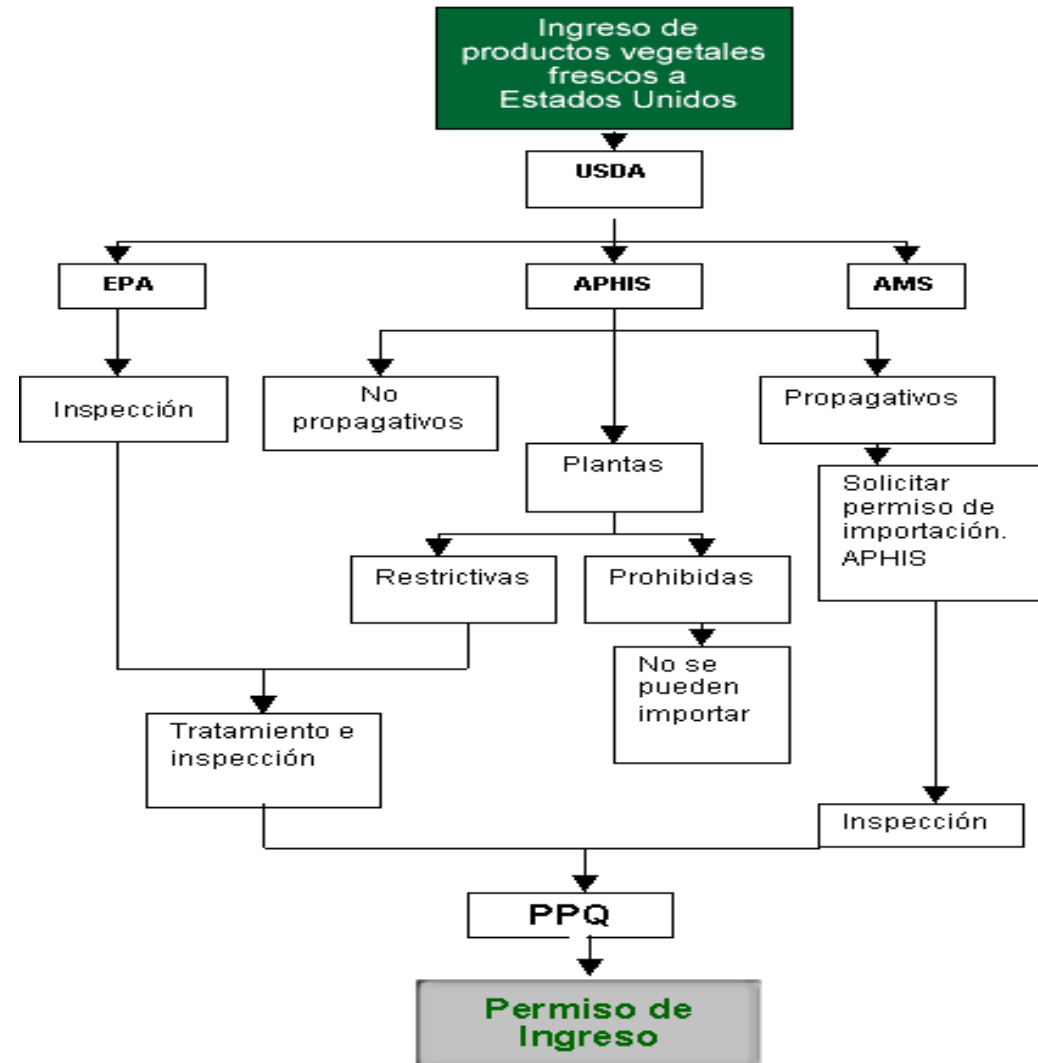 Ingreso de
productos vegetales
frescos a
Estados Unidos
USDA
EPA
APHIS
AMS
Inspección
No
propagativos
Propagativos
Plantas
Solicitar
permiso de
importación.
APHIS
Restrictivas
Prohibidas
No se
pueden
importar
Tratamiento e
inspección
Inspección
PPQ
Permiso de
Ingreso